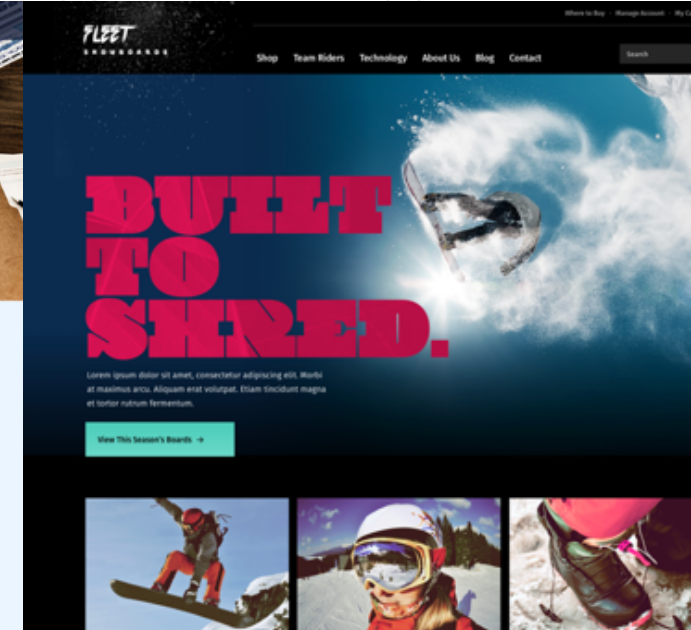 Where to Buy · Manage Account · My
FLEET
SNOWBOARDS
Shop Team Riders Technology About Us Blog Contact
Search
BUILT
TO
SHRED.
Lorem ipsum dolor sit amet, consectetur adipiscing elit. Morbi
at maximus arcu. Aliquam erat volutpat. Etiam tincidunt magna
et tortor rutrum fermentum.
View This Season's Boards →